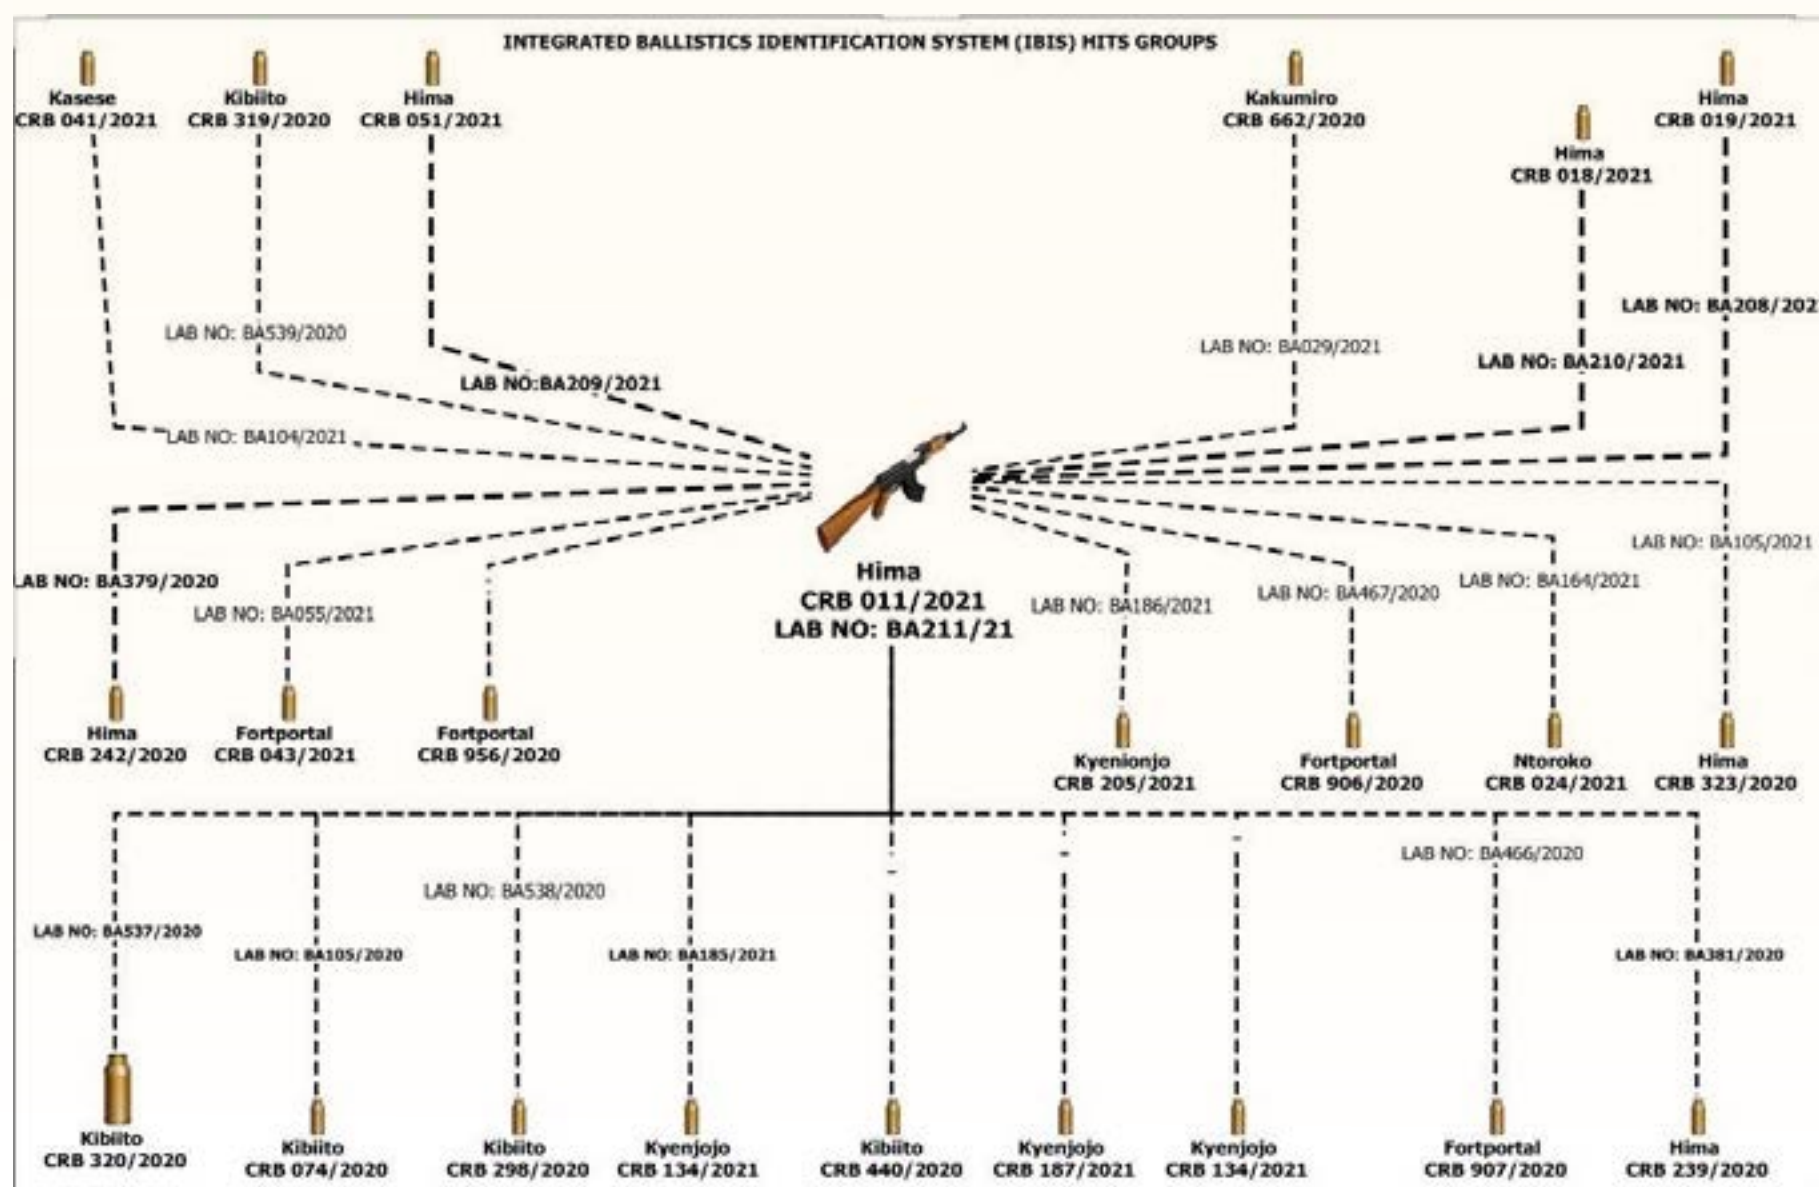 INTEGRATED BALLISTICS IDENTIFICATION SYSTEM (IBIS) HITS GROUPS
Kasese
CRB 041/2021
Kibiito
CRB 319/2020
Hima
CRB 051/2021
Kakumiro
CRB 662/2020
Hima
CRB 018/2021
Hima
CRB 019/2021
LAB NO: BA539/2020
LAB NO:BA209/2021
LAB NO: BA104/2021
LAB NO: BA029/2021
LAB NO: BA210/2021
LAB NO: BA208/202
LAB NO: BA379/2020
LAB NO: BA055/2021
Hima
CRB 011/2021
LAB NO: BA211/21
LAB NO: BA186/2021
LAB NO: BA467/2020
LAB NO: BA164/2021
LAB NO: BA105/2021
Hima
CRB 242/2020
Fortportal
CRB 043/2021
Fortportal
CRB 956/2020
Kyenionjo
CRB 205/2021
Fortportal
CRB 906/2020
Ntoroko
CRB 024/2021
Hima
CRB 323/2020
LAB NO: BA537/2020
LAB NO: BA105/2020
LAB NO: BA538/2020
LAB NO: BA185/2021
LAB NO: BA466/2020
LAB NO: BA381/2020
Kibiito
CRB 320/2020
Kibiito
CRB 074/2020
Kibiito
CRB 298/2020
Kyenjojo
CRB 134/2021
Kibiito
CRB 440/2020
Kyenjojo
CRB 187/2021
Kyenjojo
CRB 134/2021
Fortportal
CRB 907/2020
Hima
CRB 239/2020